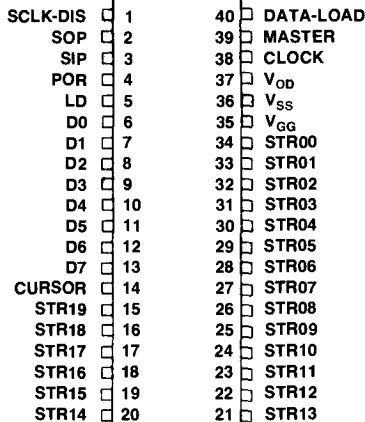 SCLK-DIS 1 40 DATA-LOAD
SOP 2 39 MASTER
SIP 3 38 CLOCK
POR 4 37 VOD
LD 5 36 VSS
D0 6 35 VGG
D1 7 34 STR00
D2 8 33 STR01
D3 9 32 STR02
D4 10 31 STR03
D5 11 30 STR04
D6 12 29 STR05
D7 13 28 STR06
CURSOR 14 27 STR07
STR19 15 26 STR08
STR18 16 25 STR09
STR17 17 24 STR10
STR16 18 23 STR11
STR15 19 22 STR12
STR14 20 21 STR13